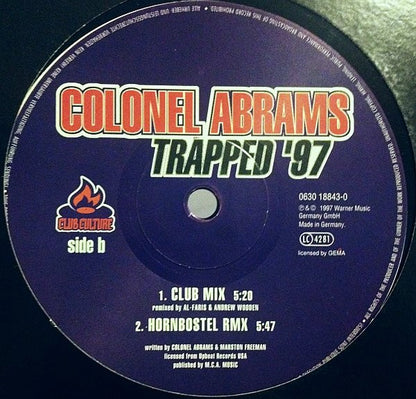 COLONEL ABRAMS
TRAPPED '97
CLUB CULTURE
side b
0630 18843-0
℗ & © 1997 Warner Music
Germany GmbH
Made in Germany.
LC 4281
licensed by GEMA
1. CLUB MIX 5:20
remixed by AL-FARIS & ANDREW WOODEN
2. HORNBOSTEL RMX 5:47
written by COLONEL ABRAMS & MARSTON FREEMAN
licensed from Upbeat Records USA
published by M.C.A. MUSIC